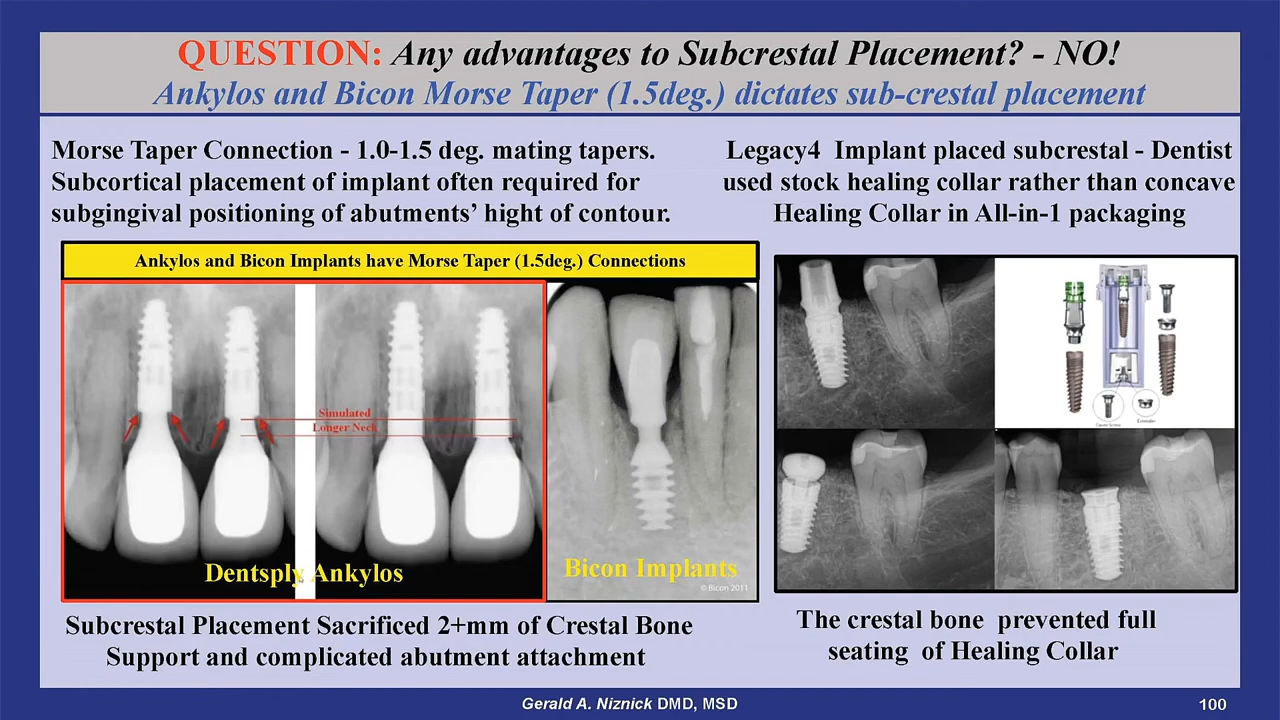 QUESTION: Any advantages to Subcrestal Placement? - NO!
Ankylos and Bicon Morse Taper (1.5deg.) dictates sub-crestal placement
Morse Taper Connection - 1.0-1.5 deg. mating tapers.
Subcortical placement of implant often required for
subgingival positioning of abutments’ hight of contour.
Legacy4 Implant placed subcrestal - Dentist
used stock healing collar rather than concave
Healing Collar in All-in-1 packaging
Ankylos and Bicon Implants have Morse Taper (1.5deg.) Connections
Simulated
Longer Neck
Dentsply Ankylos
Bicon Implants
© Bicon 2011
Cover Screw
Extender
Subcrestal Placement Sacrificed 2+mm of Crestal Bone
Support and complicated abutment attachment
The crestal bone prevented full
seating of Healing Collar
Gerald A. Niznick DMD, MSD
100